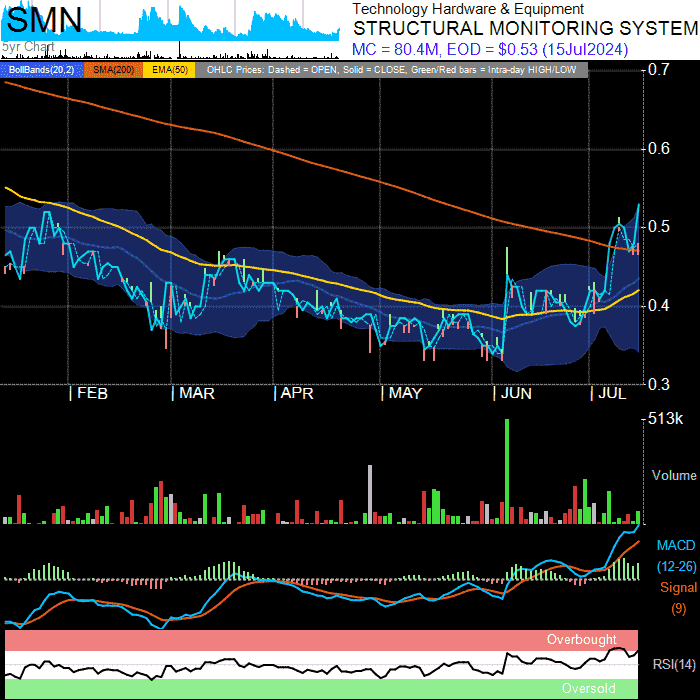 SMN
5yr Chart
Technology Hardware & Equipment
STRUCTURAL MONITORING SYSTEM
MC = 80.4M, EOD = $0.53 (15Jul2024)
BollBands(20,2) SMA(200) EMA(50) OHLC Prices: Dashed = OPEN, Solid = CLOSE, Green/Red bars = Intra-day HIGH/LOW
0.7
0.6
0.5
0.4
0.3
| FEB | MAR | APR | MAY | JUN | JUL
513k
Volume
MACD
(12-26)
Signal
(9)
Overbought
RSI(14)
Oversold